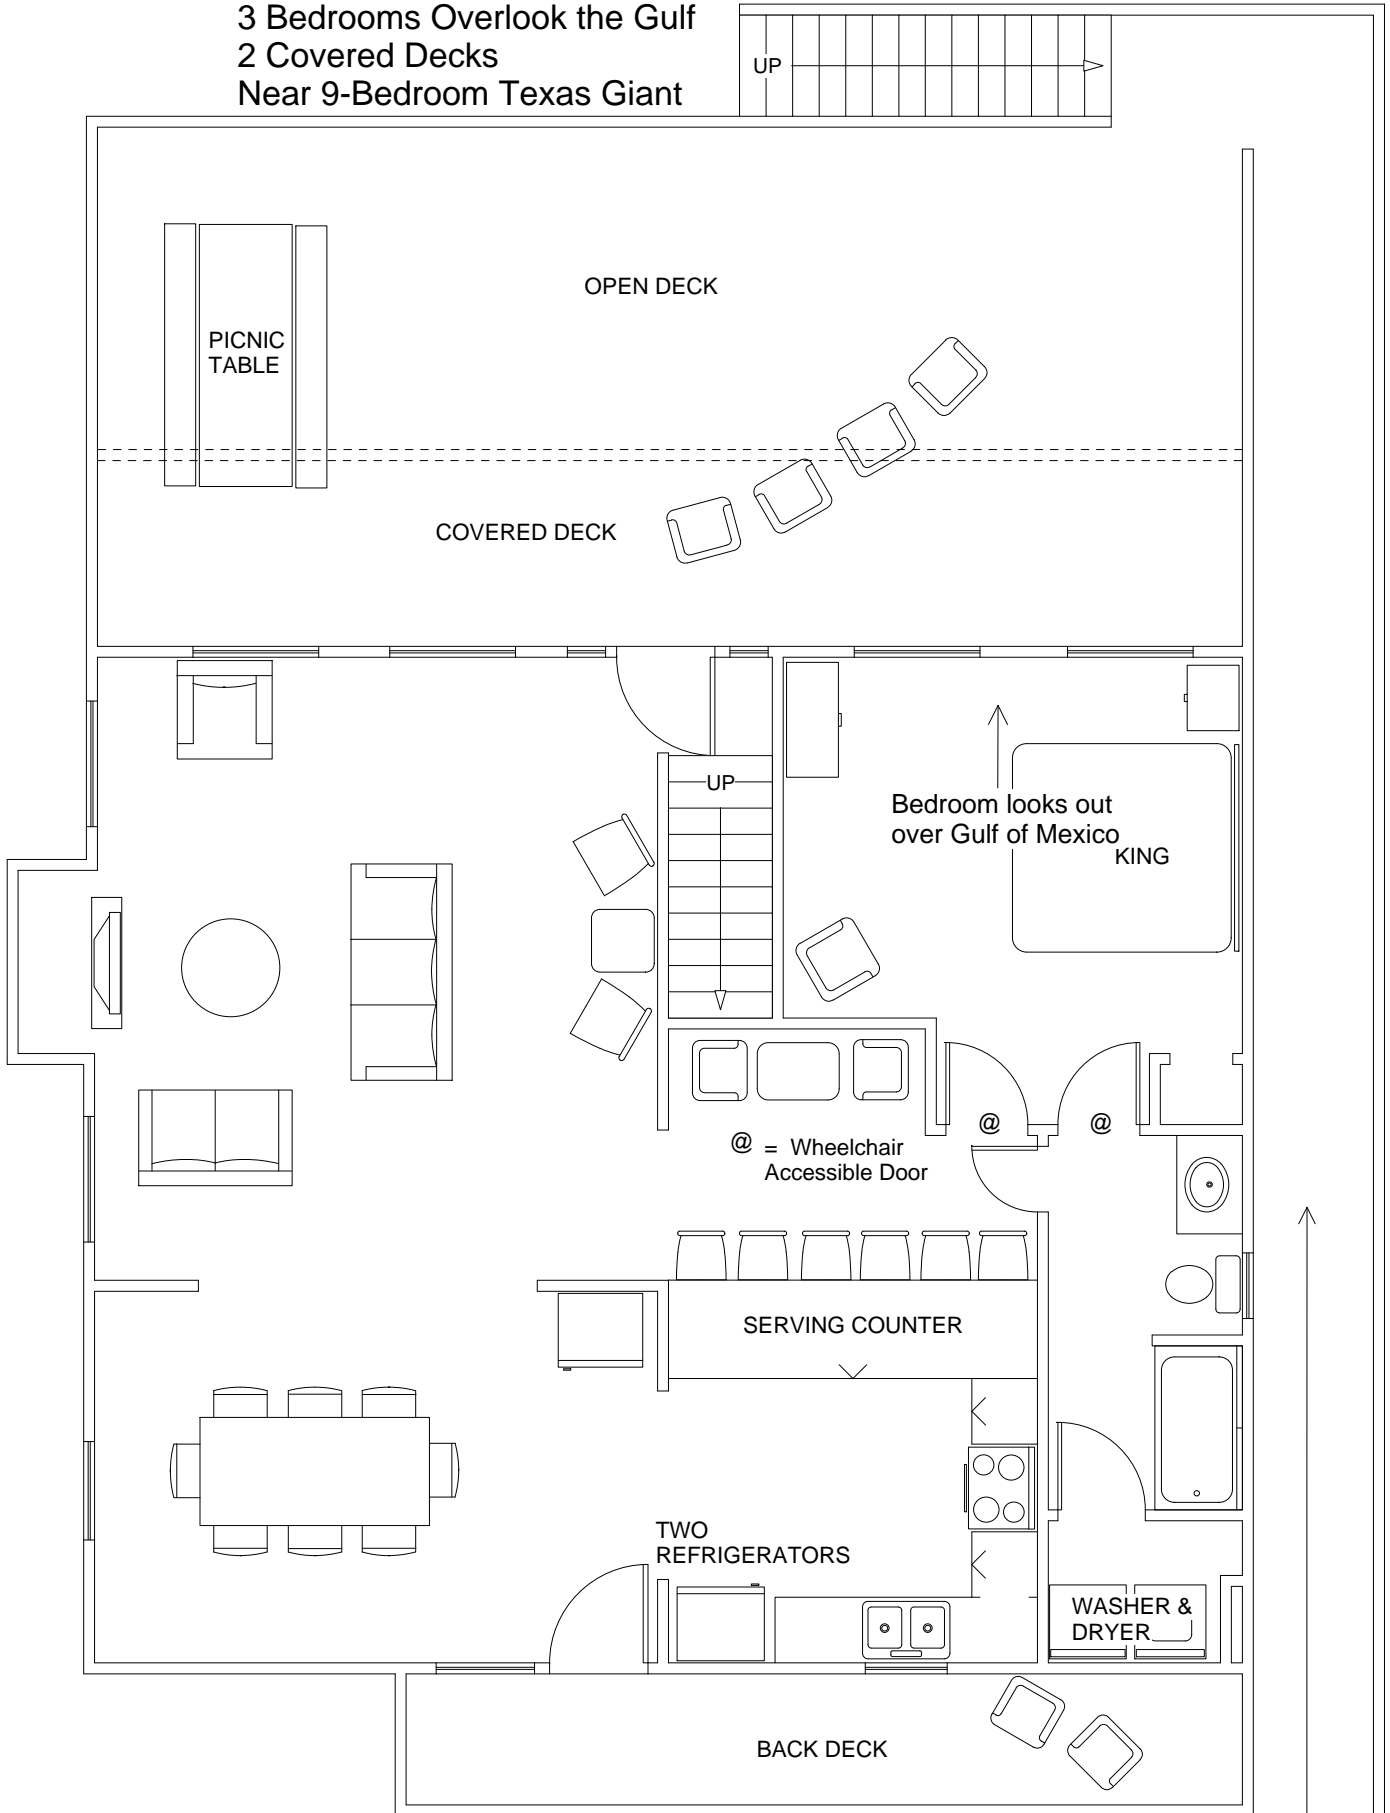 3 Bedrooms Overlook the Gulf
2 Covered Decks
Near 9-Bedroom Texas Giant
UP
OPEN DECK
PICNIC
TABLE
COVERED DECK
UP
Bedroom looks out
over Gulf of Mexico
KING
@ @
@ = Wheelchair
Accessible Door
SERVING COUNTER
TWO
REFRIGERATORS
WASHER &
DRYER
BACK DECK